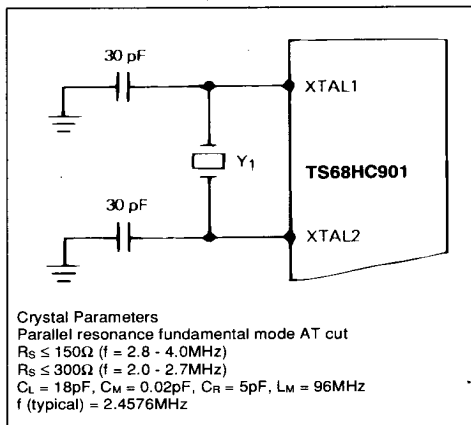 30 pF
XTAL1
Y1
TS68HC901
30 pF
XTAL2
Crystal Parameters
Parallel resonance fundamental mode AT cut
RS ≤ 150Ω (f = 2.8 - 4.0MHz)
RS ≤ 300Ω (f = 2.0 - 2.7MHz)
CL = 18pF, CM = 0.02pF, CR = 5pF, LM = 96MHz
f (typical) = 2.4576MHz